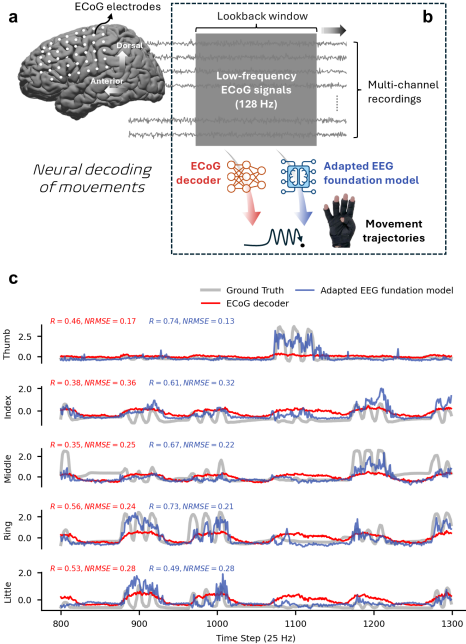 a
ECoG electrodes
Dorsal
Anterior
Neural decoding
of movements
b
Lookback window
Low-frequency
ECoG signals
(128 Hz)
Multi-channel
recordings
ECoG
decoder
Adapted EEG
foundation model
Movement
trajectories
c
Ground Truth
ECoG decoder
Adapted EEG fundation model
R = 0.46, NRMSE = 0.17 R = 0.74, NRMSE = 0.13
Thumb
2.5
0.0
R = 0.38, NRMSE = 0.36 R = 0.61, NRMSE = 0.32
Index
2.0
0.0
R = 0.35, NRMSE = 0.25 R = 0.67, NRMSE = 0.22
Middle
2.0
0.0
R = 0.56, NRMSE = 0.24 R = 0.73, NRMSE = 0.21
Ring
2.0
0.0
R = 0.53, NRMSE = 0.28 R = 0.49, NRMSE = 0.28
Little
2.0
0.0
800 900 1000 1100 1200 1300
Time Step (25 Hz)